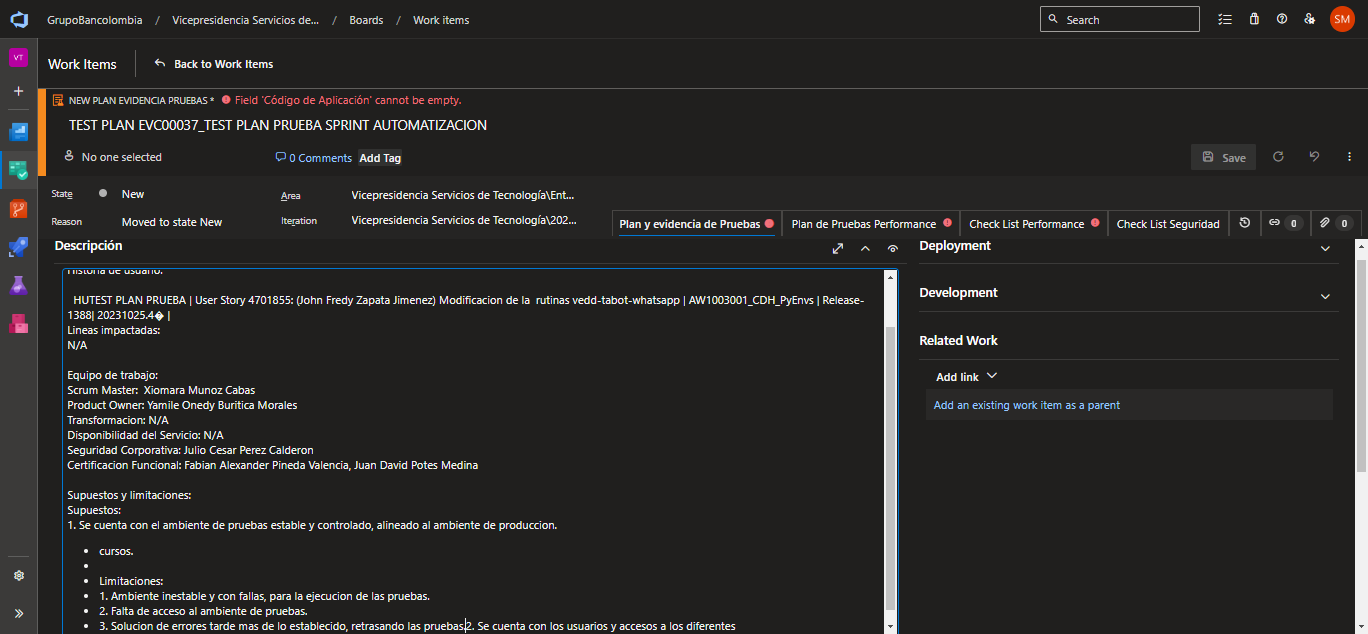 GrupoBancolombia / Vicepresidencia Servicios de... / Boards / Work items
Search
SM
VT
Work Items
Back to Work Items
NEW PLAN EVIDENCIA PRUEBAS * Field 'Código de Aplicación' cannot be empty.
TEST PLAN EVC00037_TEST PLAN PRUEBA SPRINT AUTOMATIZACION
No one selected
0 Comments
Add Tag
Save
State
New
Area
Vicepresidencia Servicios de Tecnología\Ent...
Reason
Moved to state New
Iteration
Vicepresidencia Servicios de Tecnología\202...
Plan y evidencia de Pruebas
Plan de Pruebas Performance
Check List Performance
Check List Seguridad
0
0
Descripción
Historia de usuario:
HUTEST PLAN PRUEBA | User Story 4701855: (John Fredy Zapata Jimenez) Modificacion de la rutinas vedd-tabot-whatsapp | AW1003001_CDH_PyEnvs | Release-
1388| 20231025.4� |
Lineas impactadas:
N/A
Equipo de trabajo:
Scrum Master: Xiomara Munoz Cabas
Product Owner: Yamile Onedy Buritica Morales
Transformacion: N/A
Disponibilidad del Servicio: N/A
Seguridad Corporativa: Julio Cesar Perez Calderon
Certificacion Funcional: Fabian Alexander Pineda Valencia, Juan David Potes Medina
Supuestos y limitaciones:
Supuestos:
1. Se cuenta con el ambiente de pruebas estable y controlado, alineado al ambiente de produccion.
• cursos.
•
• Limitaciones:
• 1. Ambiente inestable y con fallas, para la ejecucion de las pruebas.
• 2. Falta de acceso al ambiente de pruebas.
• 3. Solucion de errores tarde mas de lo establecido, retrasando las pruebas.2. Se cuenta con los usuarios y accesos a los diferentes
Deployment
Development
Related Work
Add link
Add an existing work item as a parent